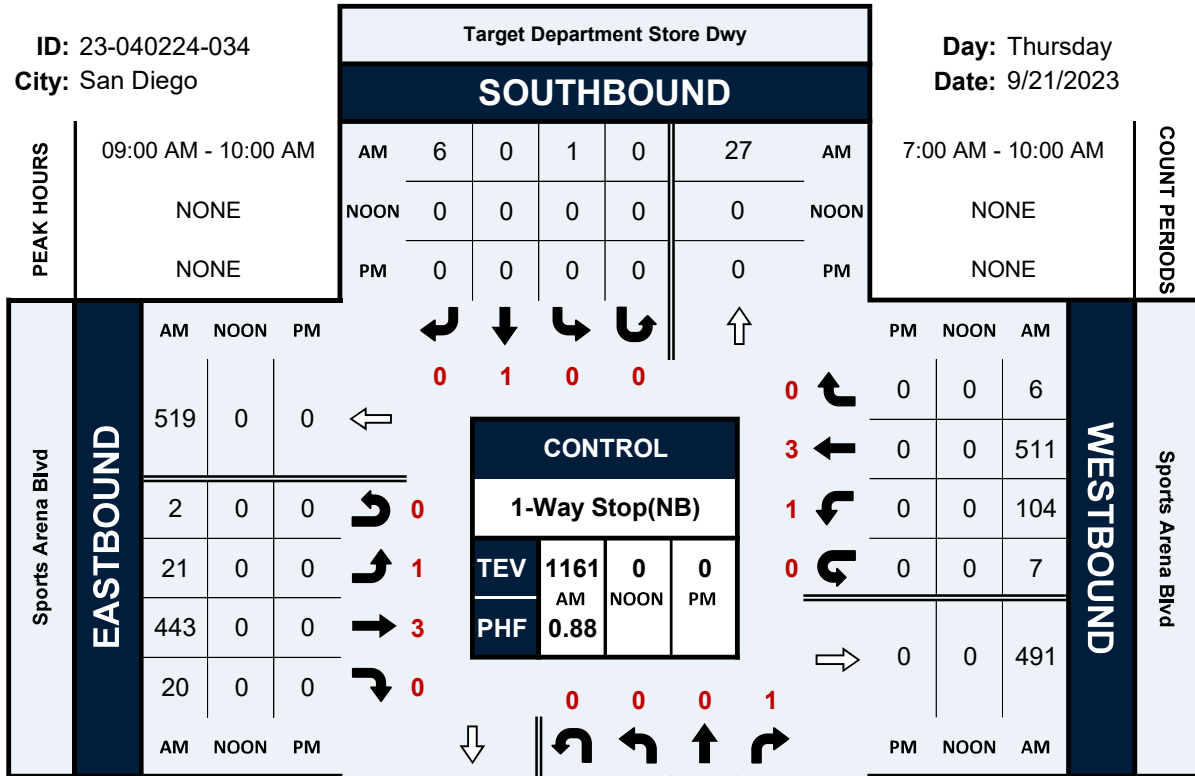 ID: 23-040224-034
City: San Diego
Target Department Store Dwy
SOUTHBOUND
Day: Thursday
Date: 9/21/2023
PEAK HOURS
09:00 AM - 10:00 AM
NONE
NONE
AM 6 0 1 0 27 AM
NOON 0 0 0 0 0 NOON
PM 0 0 0 0 0 PM
7:00 AM - 10:00 AM
NONE
NONE
COUNT PERIODS
0 1 0 0
Sports Arena Blvd
EASTBOUND
AM NOON PM
519 0 0
2 0 0 0
21 0 0 1
443 0 0 3
20 0 0 0
AM NOON PM
CONTROL
1-Way Stop(NB)
TEV 1161 0 0
AM NOON PM
PHF 0.88
PM NOON AM
0 0 0 6
3 0 0 511
1 0 0 104
0 0 0 7
0 0 491
PM NOON AM
WESTBOUND
Sports Arena Blvd
0 0 0 1